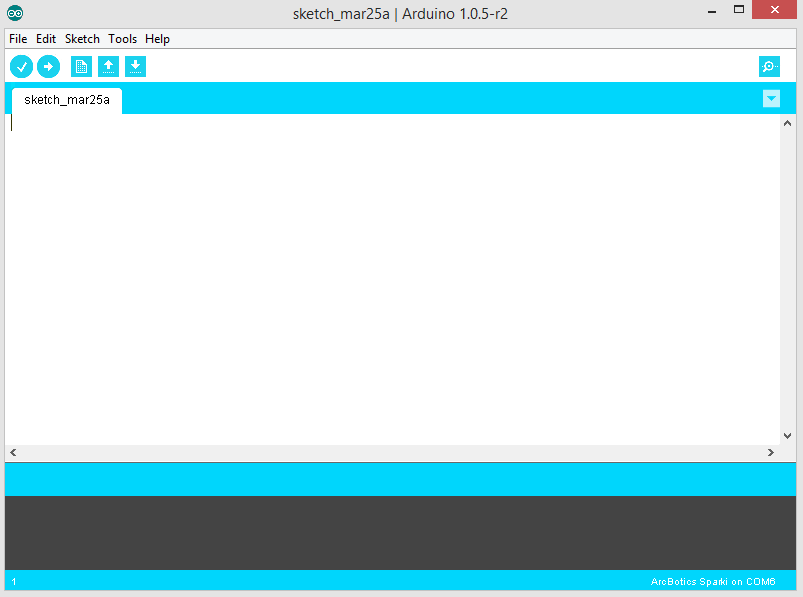 sketch_mar25a | Arduino 1.0.5-r2
File Edit Sketch Tools Help
sketch_mar25a
1 ArcBotics Sparki on COM6